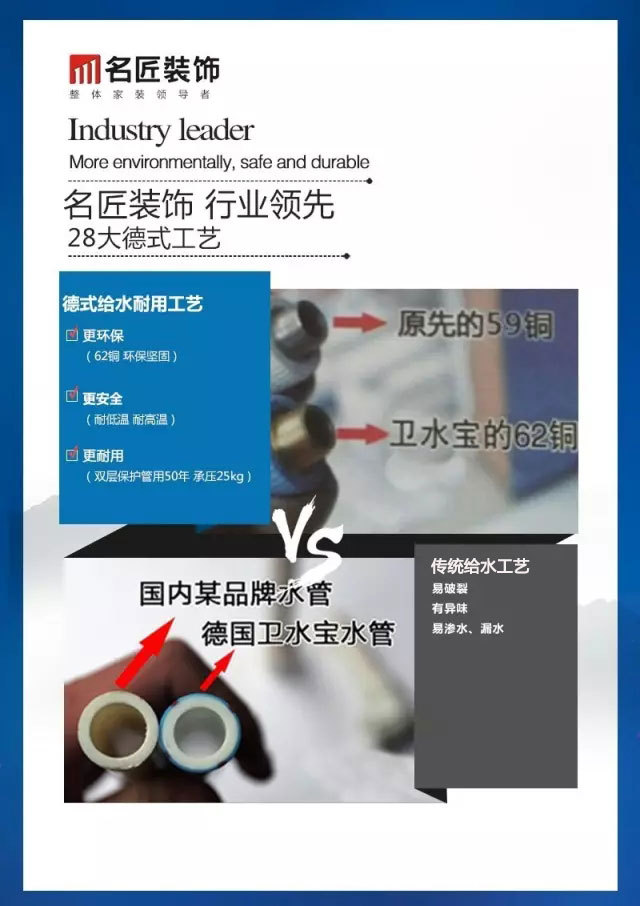 名匠装饰
整体家装领导者
Industry leader
More environmentally, safe and durable
名匠装饰 行业领先
28大德式工艺
德式给水耐用工艺
更环保
（62铜 环保坚固）
更安全
（耐低温 耐高温）
更耐用
（双层保护管用50年 承压25kg）
原先的59铜
卫水宝的62铜
VS
国内某品牌水管
德国卫水宝水管
传统给水工艺
易破裂
有异味
易渗水、漏水